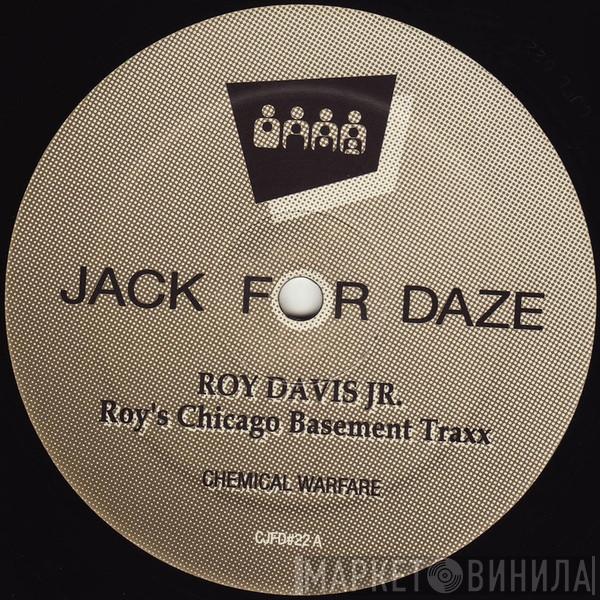 JACK FOR DAZE
ROY DAVIS JR.
Roy's Chicago Basement Traxx
CHEMICAL WARFARE
CJFD#22 A
МАРКЕТ ВИНИЛА